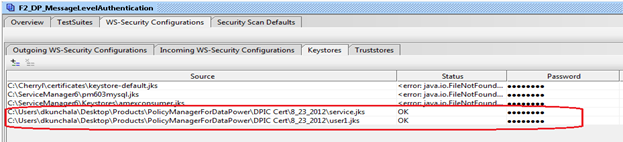 F2_DP_MessageLevelAuthentication
Overview TestSuites WS-Security Configurations Security Scan Defaults
Outgoing WS-Security Configurations Incoming WS-Security Configurations Keystores Truststores
Source Status Password
C:\Cherryl\certificates\keystore-default.jks <error: java.io.FileNotFound... ●●●●●●●●
C:\ServiceManager6\pm603mysql.jks <error: java.io.FileNotFound... ●●●●●●●●
C:\ServiceManager6\Keystores\amexconsumer.jks <error: java.io.FileNotFound... ●●●●●●●●
C:\Users\dkunchala\Desktop\Products\PolicyManagerForDataPower\DPIC Cert\8_23_2012\service.jks OK ●●●●●●●●
C:\Users\dkunchala\Desktop\Products\PolicyManagerForDataPower\DPIC Cert\8_23_2012\user1.jks OK ●●●●●●●●